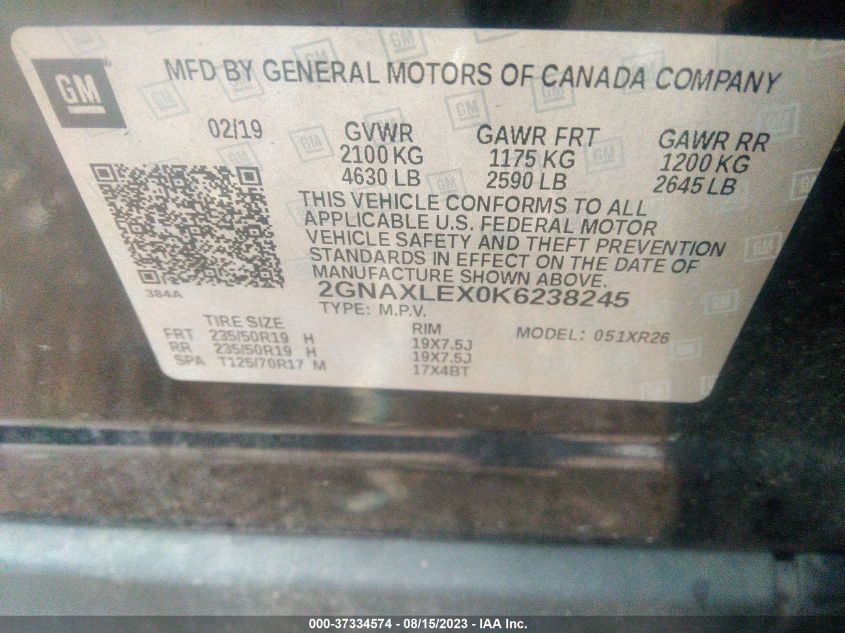 GM
MFD BY GENERAL MOTORS OF CANADA COMPANY
02/19 GVWR GAWR FRT GAWR RR
2100 KG 1175 KG 1200 KG
4630 LB 2590 LB 2645 LB
THIS VEHICLE CONFORMS TO ALL
APPLICABLE U.S. FEDERAL MOTOR
VEHICLE SAFETY AND THEFT PREVENTION
STANDARDS IN EFFECT ON THE DATE OF
MANUFACTURE SHOWN ABOVE.
384A
2GNAXLEX0K6238245
TYPE: M.P.V.
TIRE SIZE RIM MODEL: 051XR26
FRT 235/50R19 H 19X7.5J
RR 235/50R19 H 19X7.5J
SPA T125/70R17 M 17X4BT
000-37334574 - 08/15/2023 - IAA Inc.